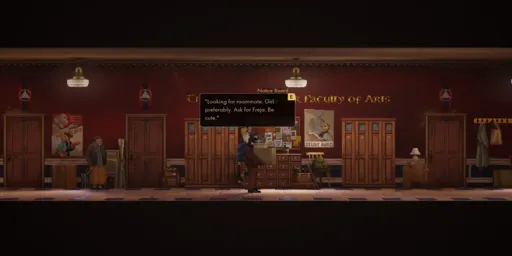 Notice Board
E
"Looking for roommate. Girl
preferably. Ask for Freja. Be
cute."
Faculty of Arts